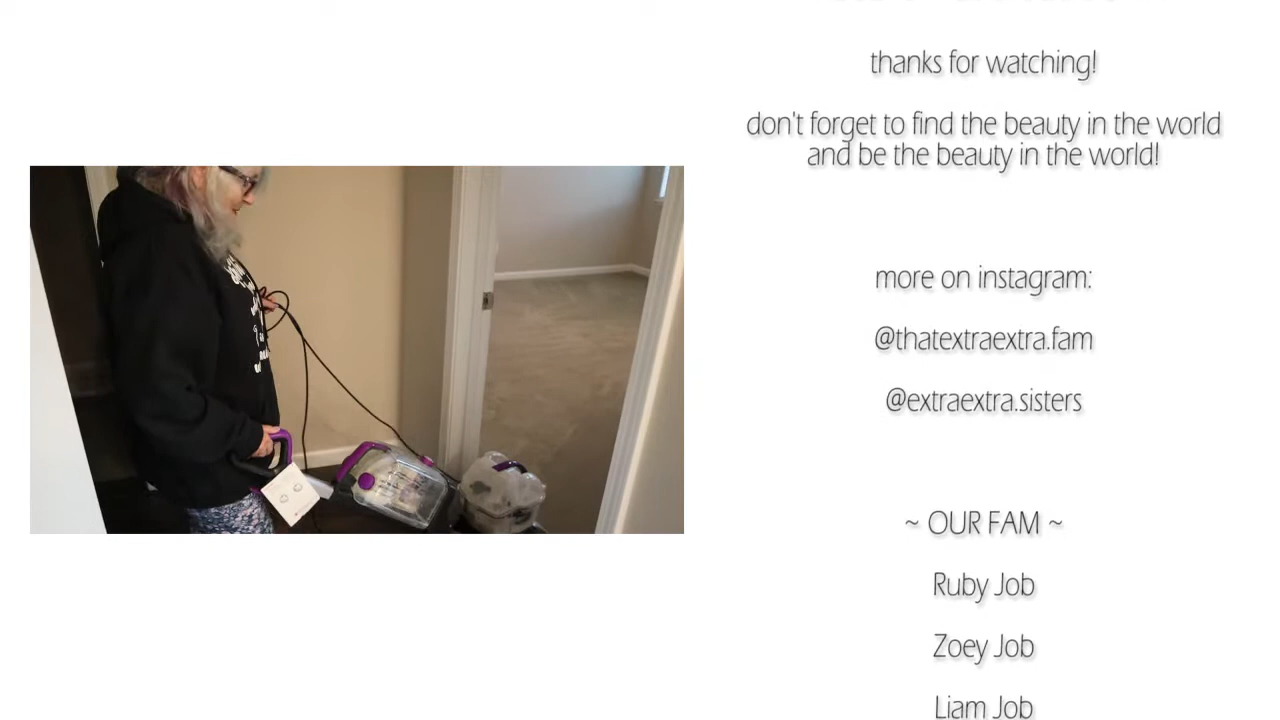 thanks for watching!
don't forget to find the beauty in the world
and be the beauty in the world!
more on instagram:
@thatextraextra.fam
@extraextra.sisters
~ OUR FAM ~
Ruby Job
Zoey Job
Liam Job